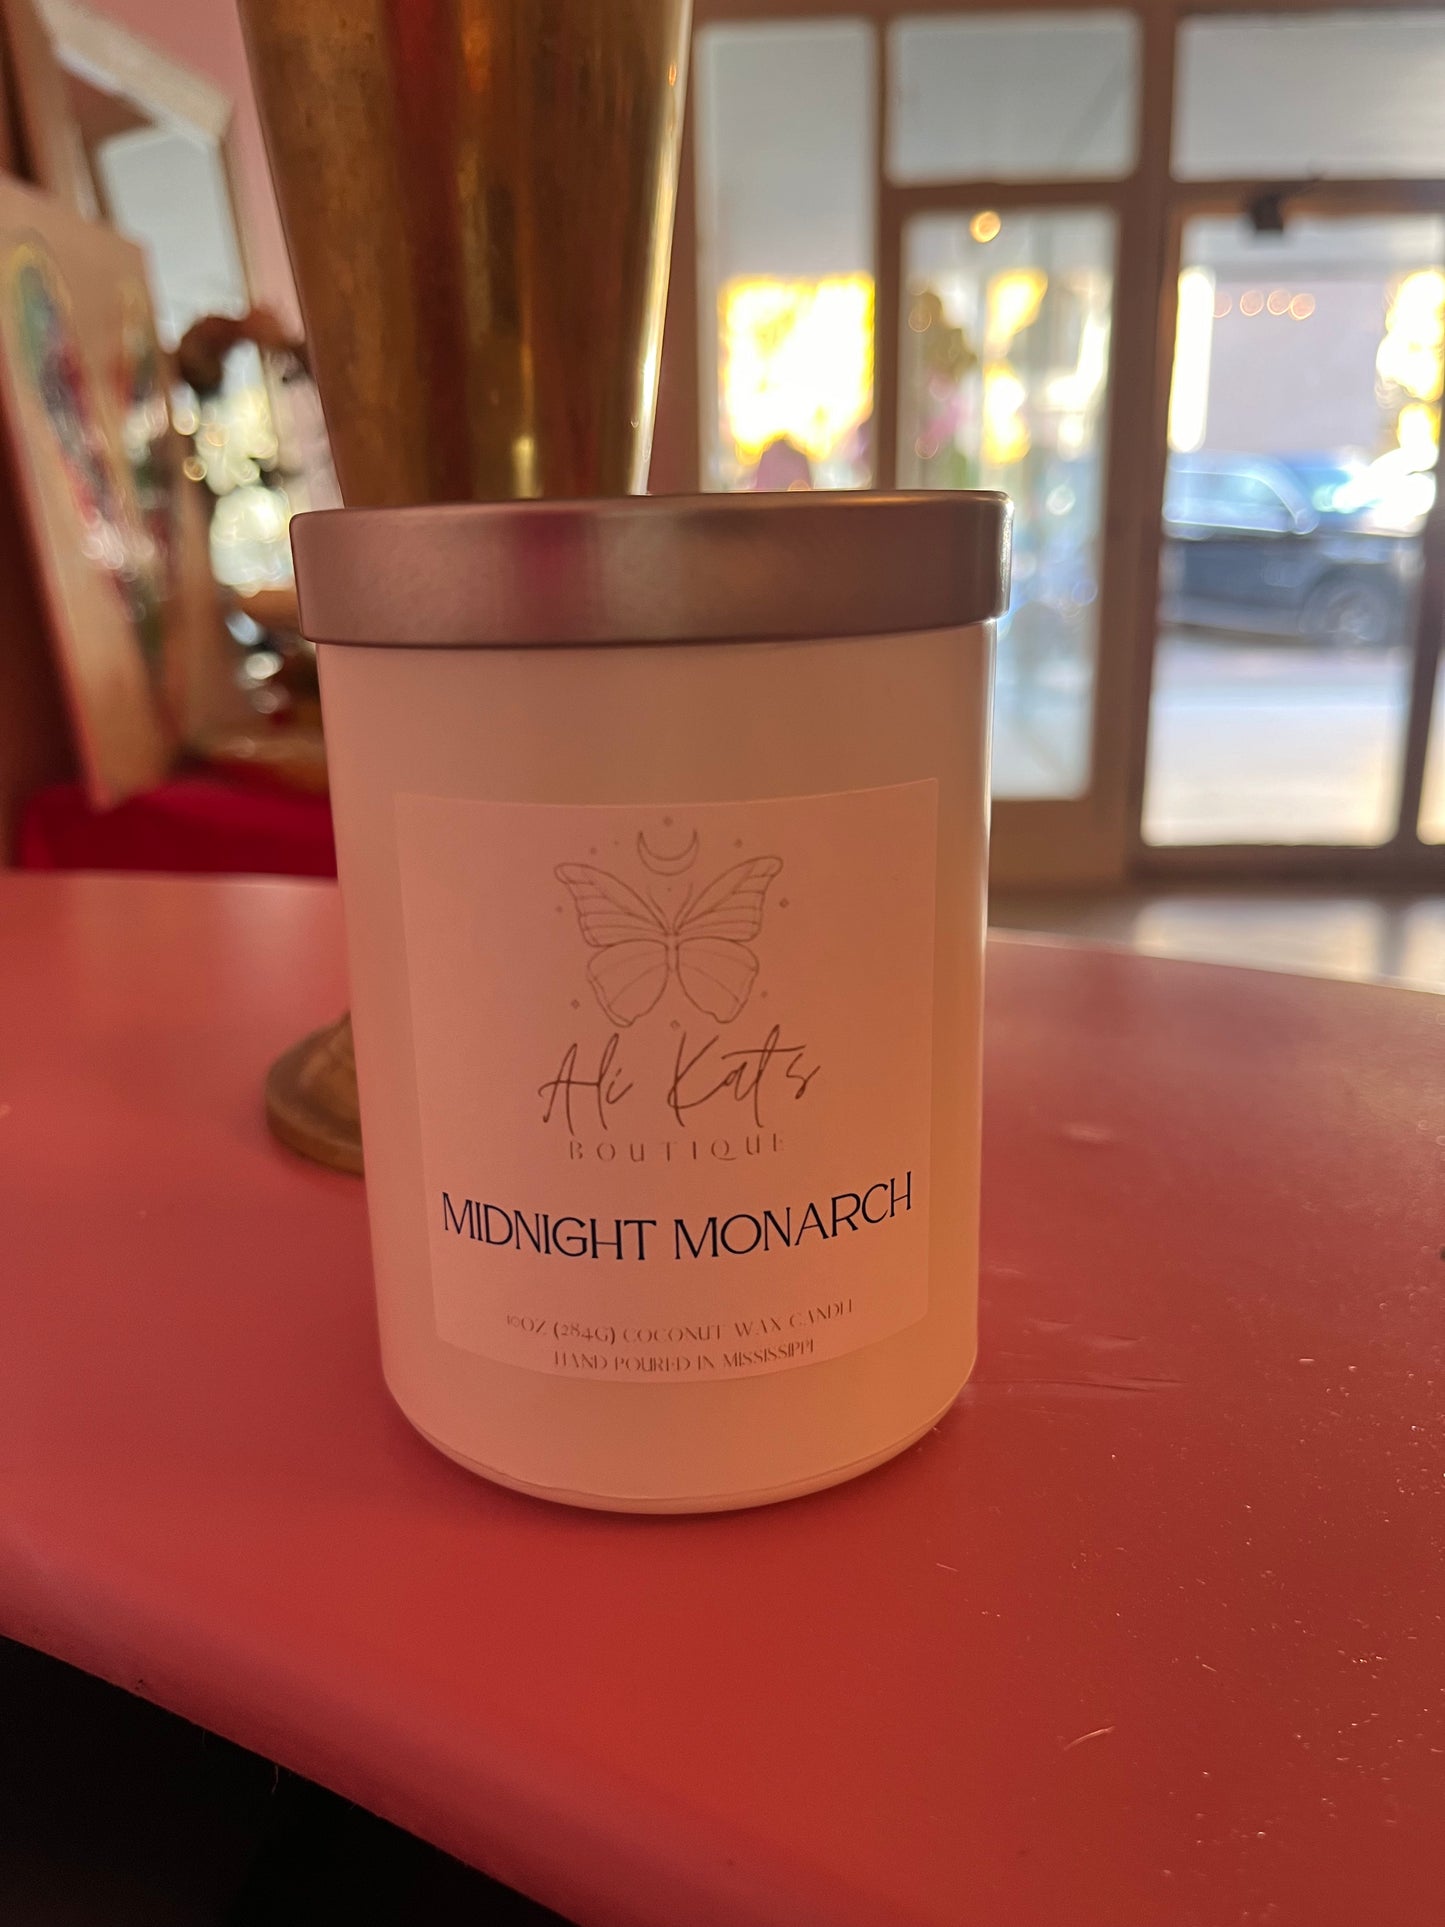 Ali Kat's
BOUTIQUE
MIDNIGHT MONARCH
10OZ (284G) COCONUT WAX CANDLE
HAND POURED IN MISSISSIPPI